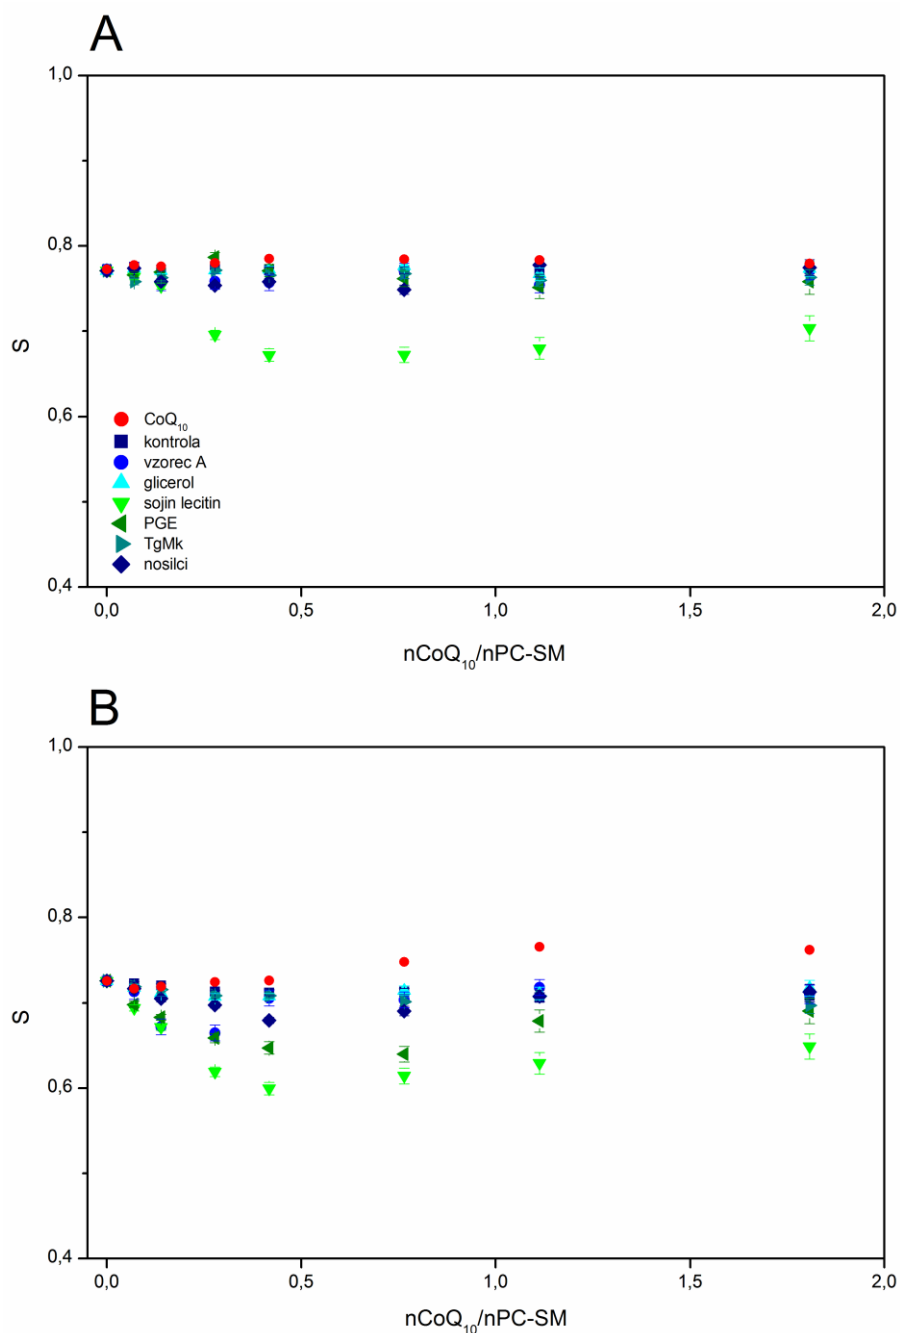 A
1,0
0,8
S
0,6
CoQ₁₀
kontrola
vzorec A
glicerol
sojin lecitin
PGE
TgMk
nosilci
0,4
0,0 0,5 1,0 1,5 2,0
nCoQ₁₀/nPC-SM
B
1,0
0,8
S
0,6
0,4
0,0 0,5 1,0 1,5 2,0
nCoQ₁₀/nPC-SM